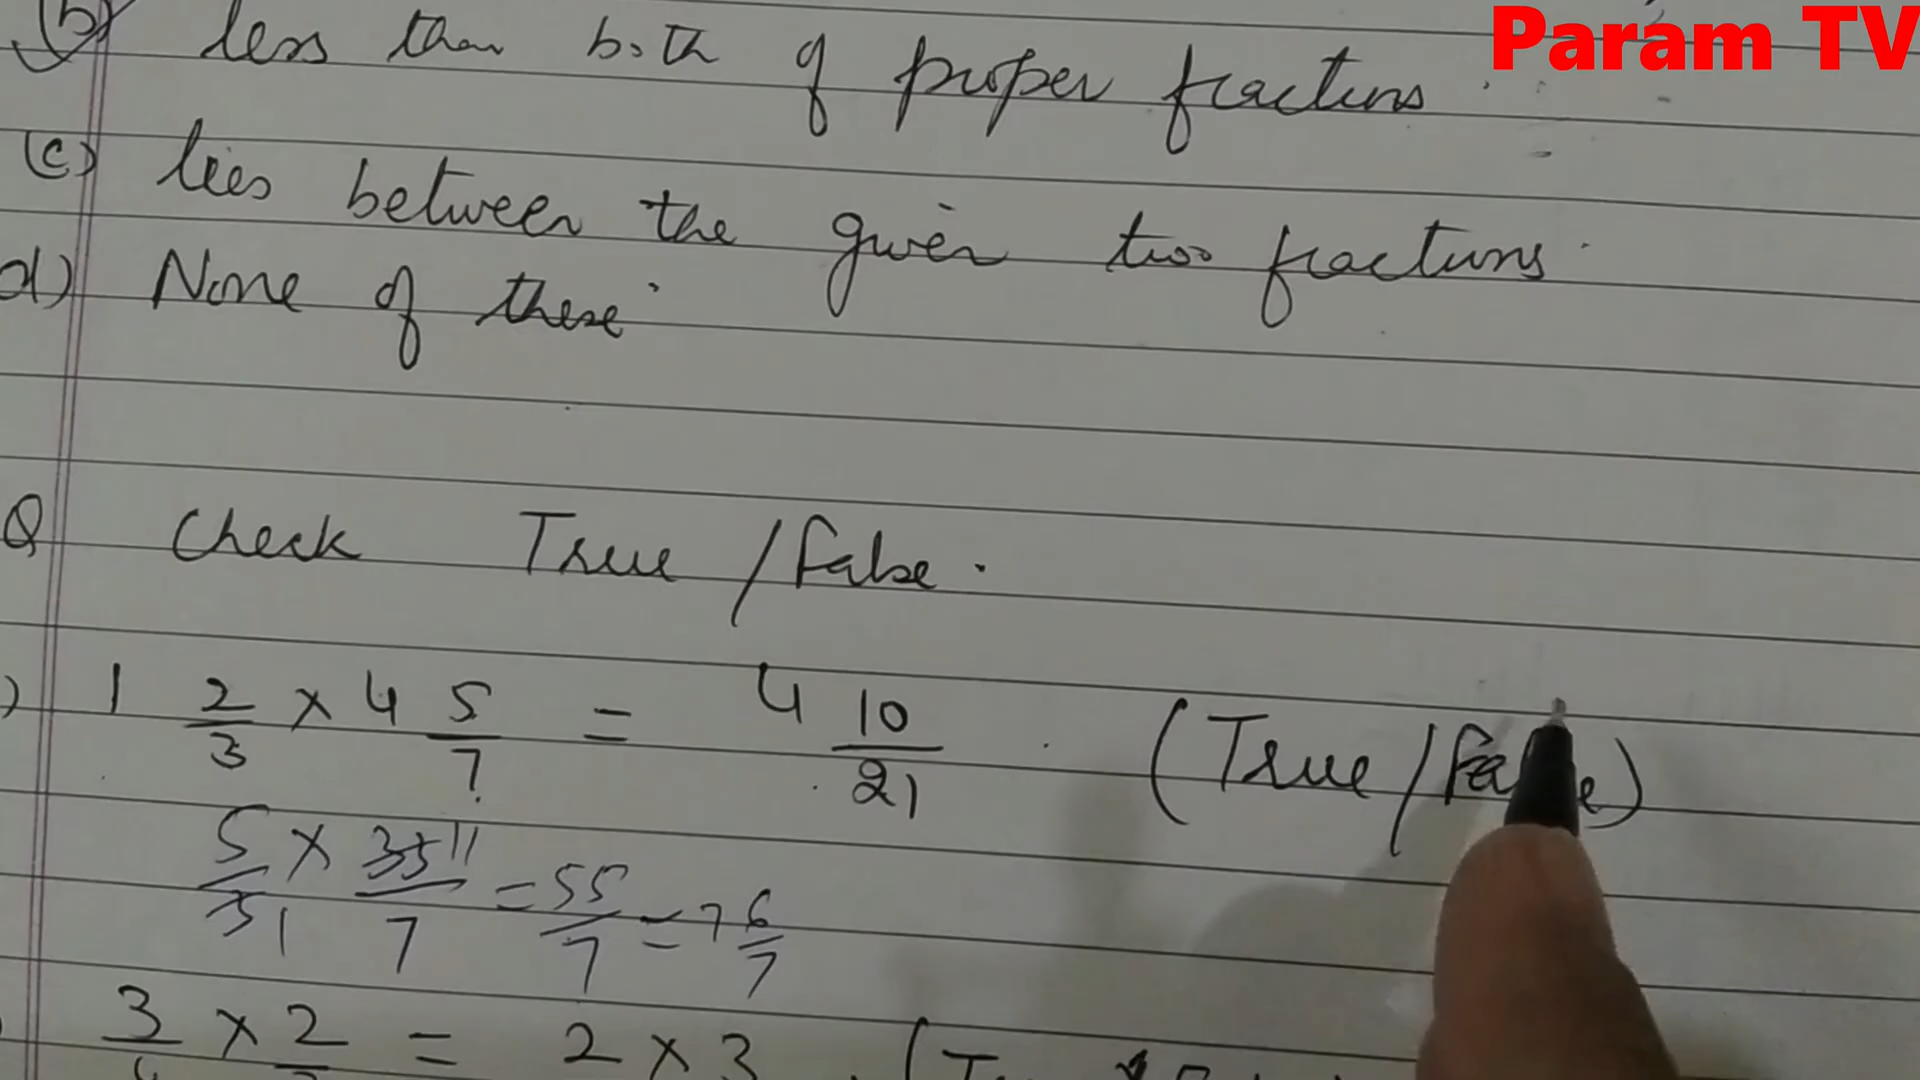 Param TV
(b) less than both of proper fractions.
(c) lies between the given two fractions.
d) None of these.
Q Check True / False.
) 1 2/3 × 4 5/7 = 4 10/21 . (True / False)
5/3 1 × 35 11/7 = 55/7 = 7 6/7
3/4 × 2 = 2 × 3